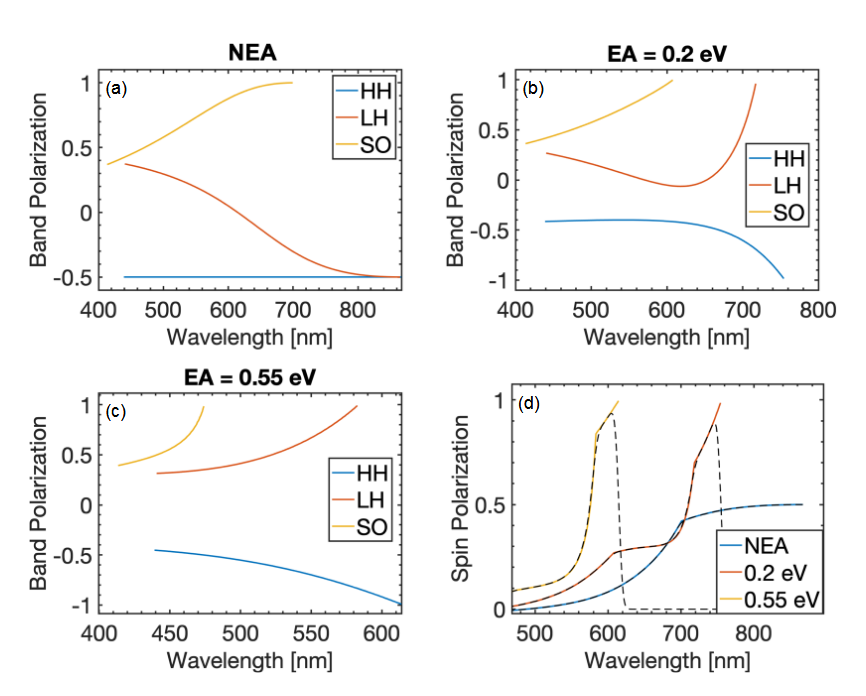 NEA
(a)
HH
LH
SO
Band Polarization
1
0.5
0
-0.5
400 500 600 700 800
Wavelength [nm]
EA = 0.2 eV
(b)
HH
LH
SO
Band Polarization
1
0.5
0
-0.5
-1
400 500 600 700 800
Wavelength [nm]
EA = 0.55 eV
(c)
HH
LH
SO
Band Polarization
1
0.5
0
-0.5
-1
400 450 500 550 600
Wavelength [nm]
(d)
NEA
0.2 eV
0.55 eV
Spin Polarization
1
0.5
0
500 600 700 800
Wavelength [nm]